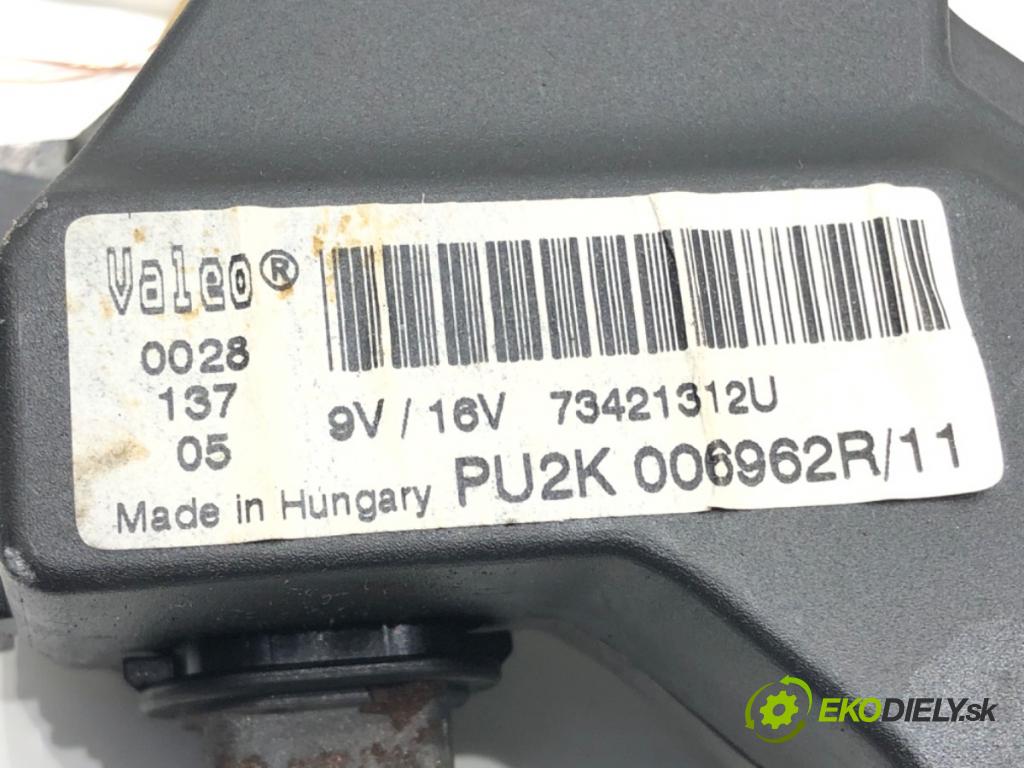 Valeo®
0028
137
05
9V / 16V 73421312U
Made in Hungary PU2K 006962R/11
EKODIELY.sk